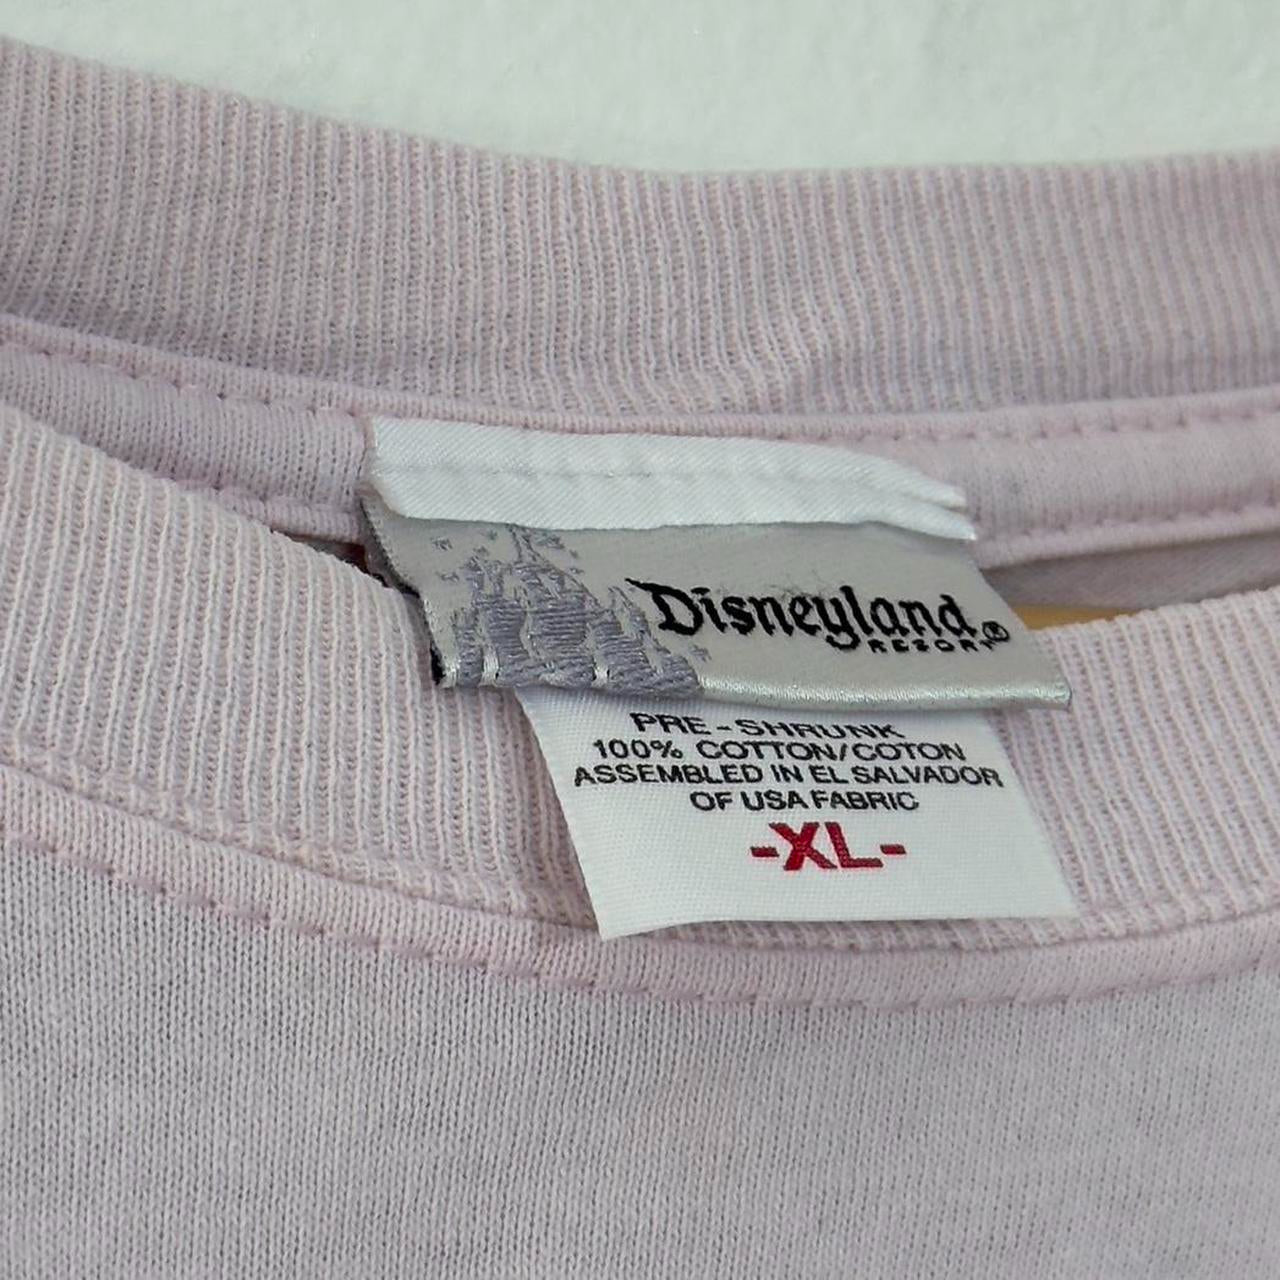 Disneyland®
RESORT
PRE-SHRUNK
100% COTTON/COTON
ASSEMBLED IN EL SALVADOR
OF USA FABRIC
-XL-